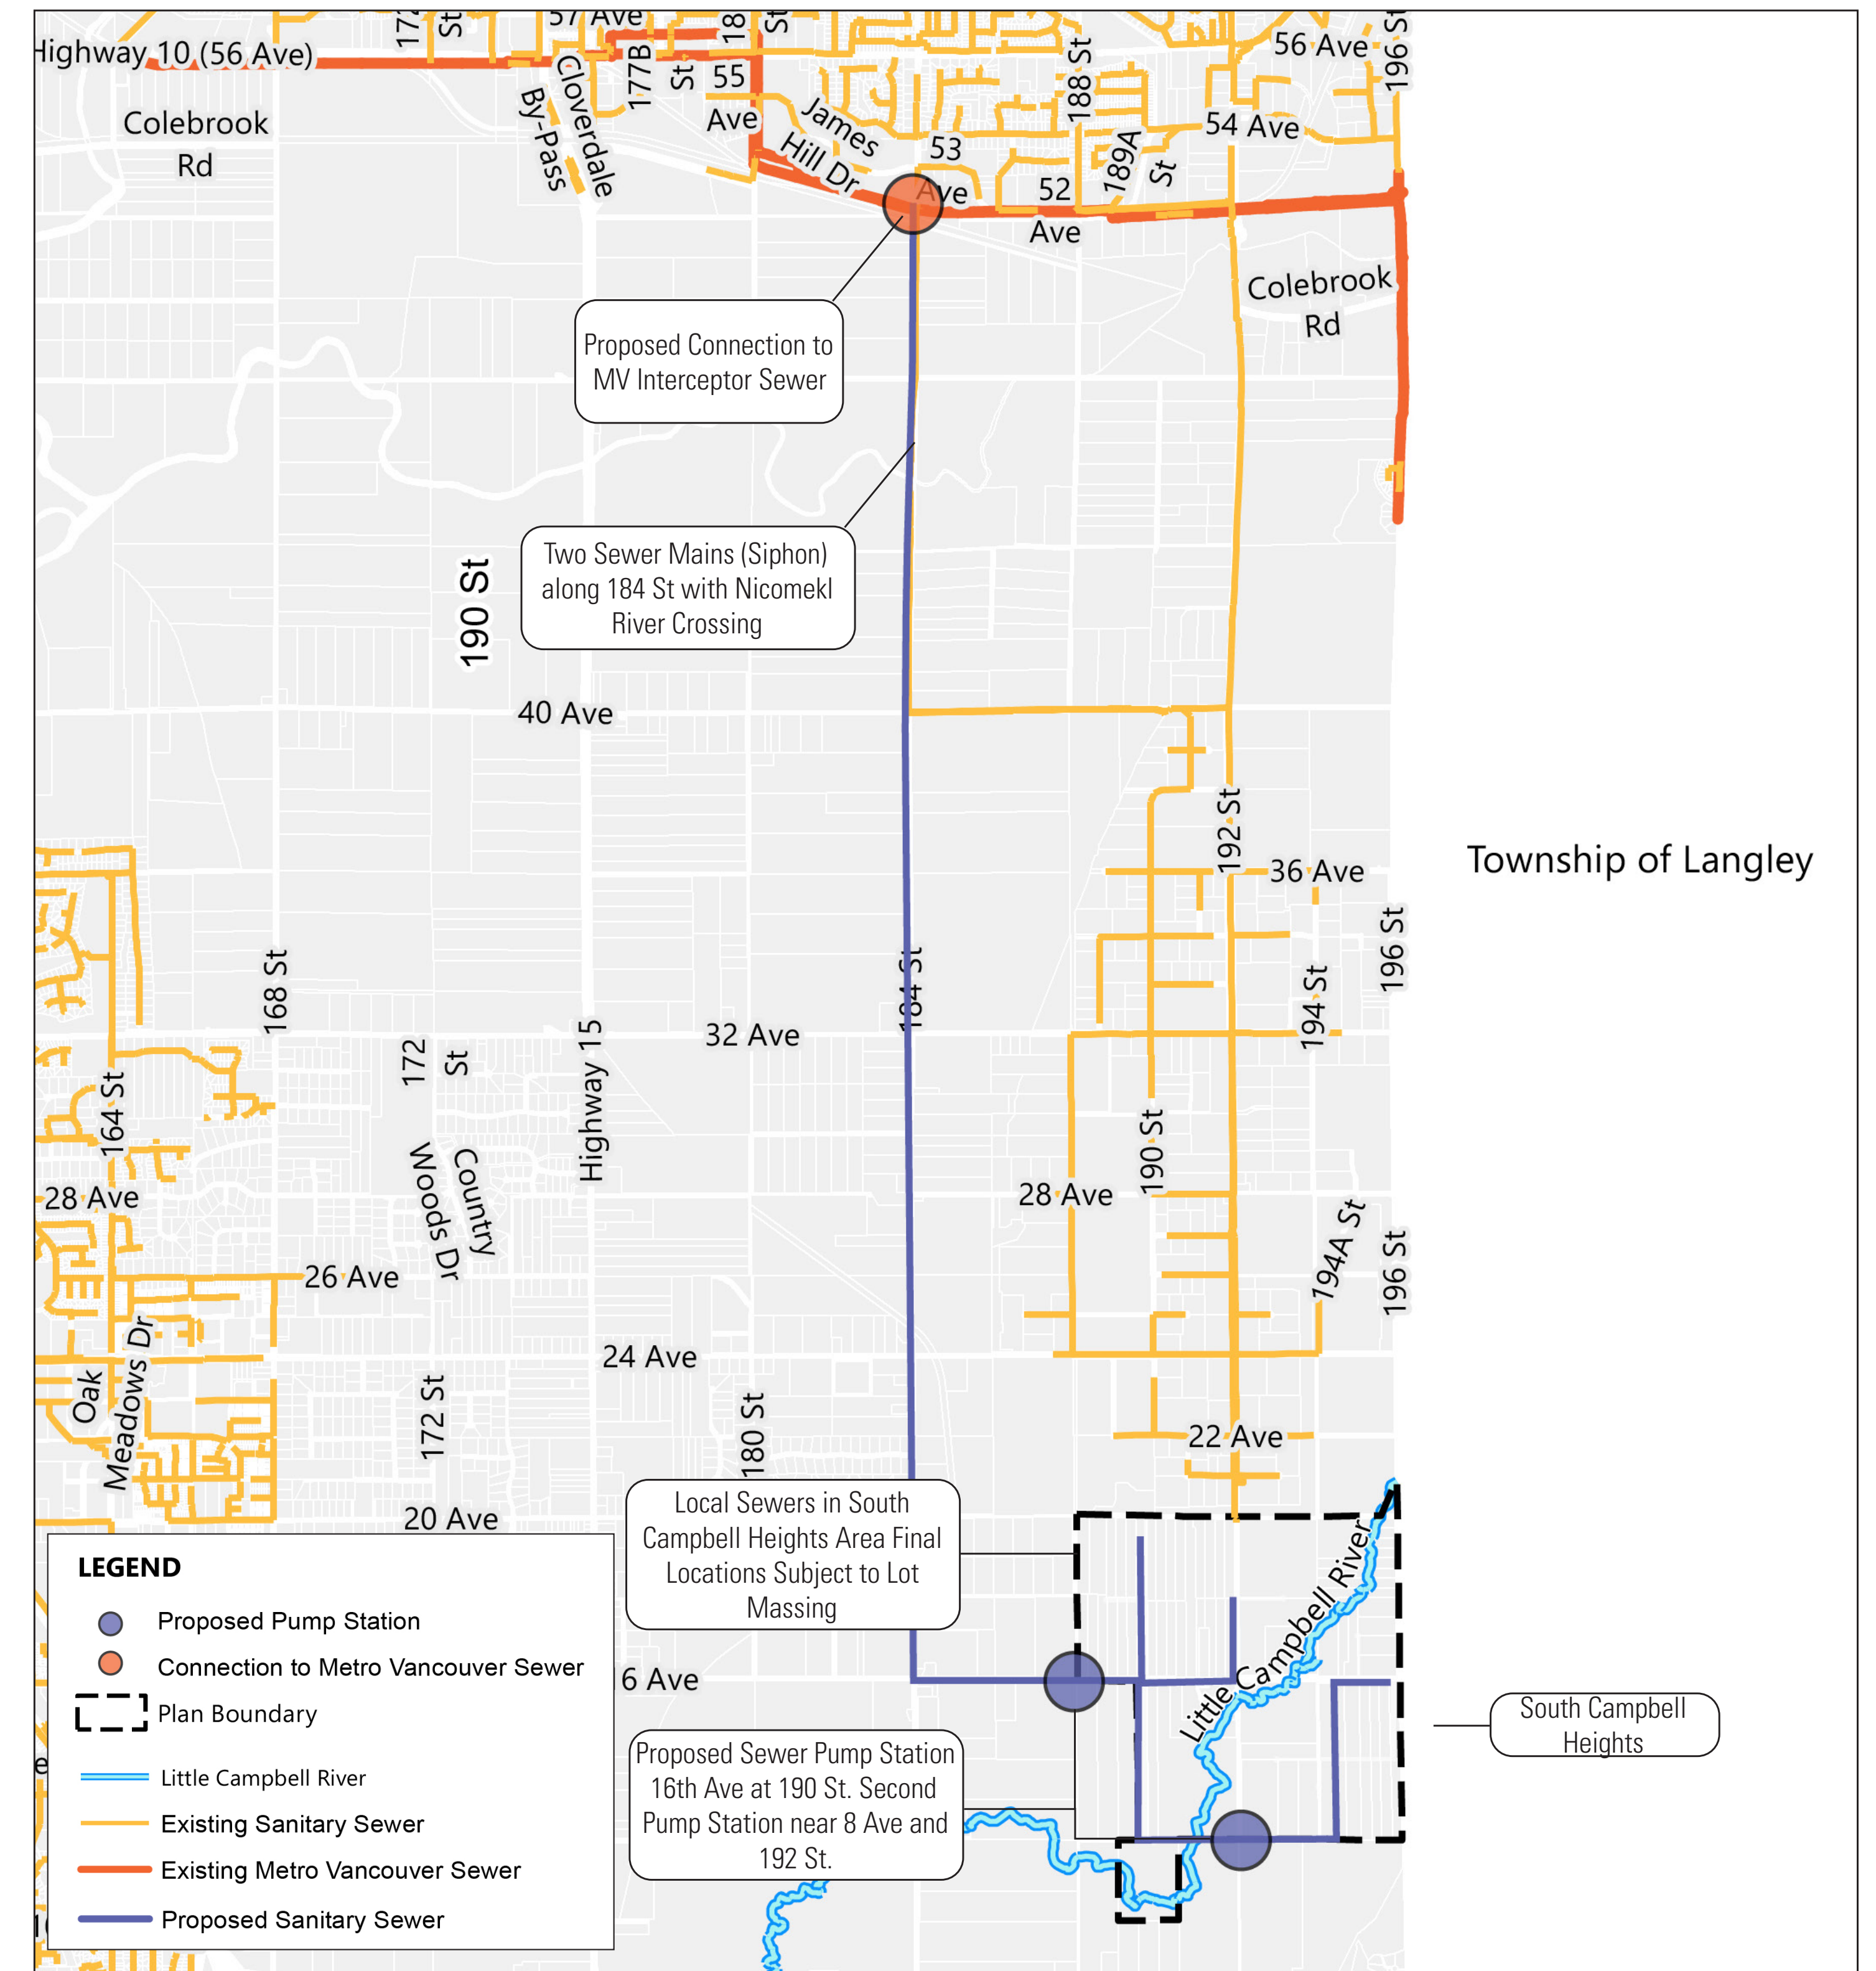 57 Ave
172
St
18
St
196 St
Highway 10 (56 Ave)
56 Ave
188 St
177B
St
55
Ave
Cloverdale
By-Pass
Colebrook
Rd
James
Hill Dr
53
Ave
54 Ave
189A
St
52
Ave
Colebrook
Rd
Proposed Connection to
MV Interceptor Sewer
Two Sewer Mains (Siphon)
along 184 St with Nicomekl
River Crossing
190 St
40 Ave
192 St
36 Ave
Township of Langley
196 St
194 St
184 St
168 St
32 Ave
172
St
Highway 15
164 St
190 St
28 Ave
Country
Woods Dr
28 Ave
194A St
196 St
26 Ave
Oak
Meadows Dr
24 Ave
172 St
180 St
22 Ave
20 Ave
Local Sewers in South
Campbell Heights Area Final
Locations Subject to Lot
Massing
Little Campbell River
6 Ave
Proposed Sewer Pump Station
16th Ave at 190 St. Second
Pump Station near 8 Ave and
192 St.
South Campbell
Heights
LEGEND
Proposed Pump Station
Connection to Metro Vancouver Sewer
Plan Boundary
Little Campbell River
Existing Sanitary Sewer
Existing Metro Vancouver Sewer
Proposed Sanitary Sewer